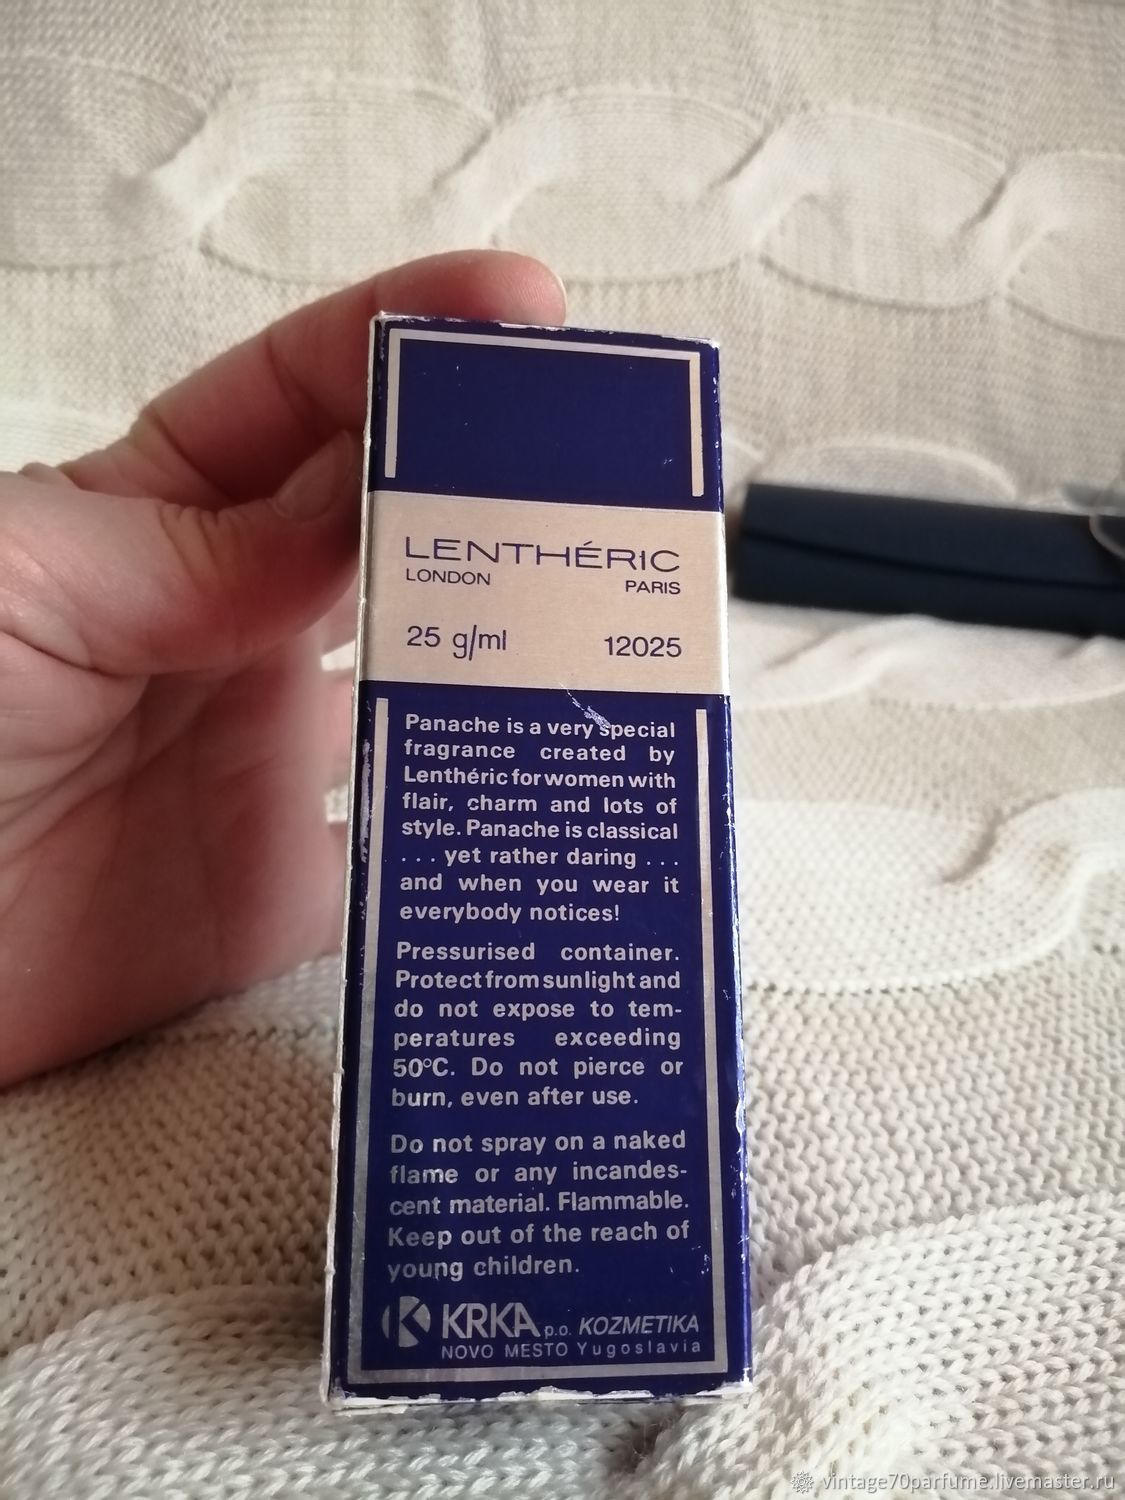 LENTHÉRIC
LONDON PARIS
25 g/ml 12025
Panache is a very special
fragrance created by
Lenthéric for women with
flair, charm and lots of
style. Panache is classical
. . . yet rather daring . . .
and when you wear it
everybody notices!
Pressurised container.
Protect from sunlight and
do not expose to tem-
peratures exceeding
50°C. Do not pierce or
burn, even after use.
Do not spray on a naked
flame or any incandes-
cent material. Flammable.
Keep out of the reach of
young children.
KRKA p.o. KOZMETIKA
NOVO MESTO Yugoslavia
vintage70parfume.livemaster.ru